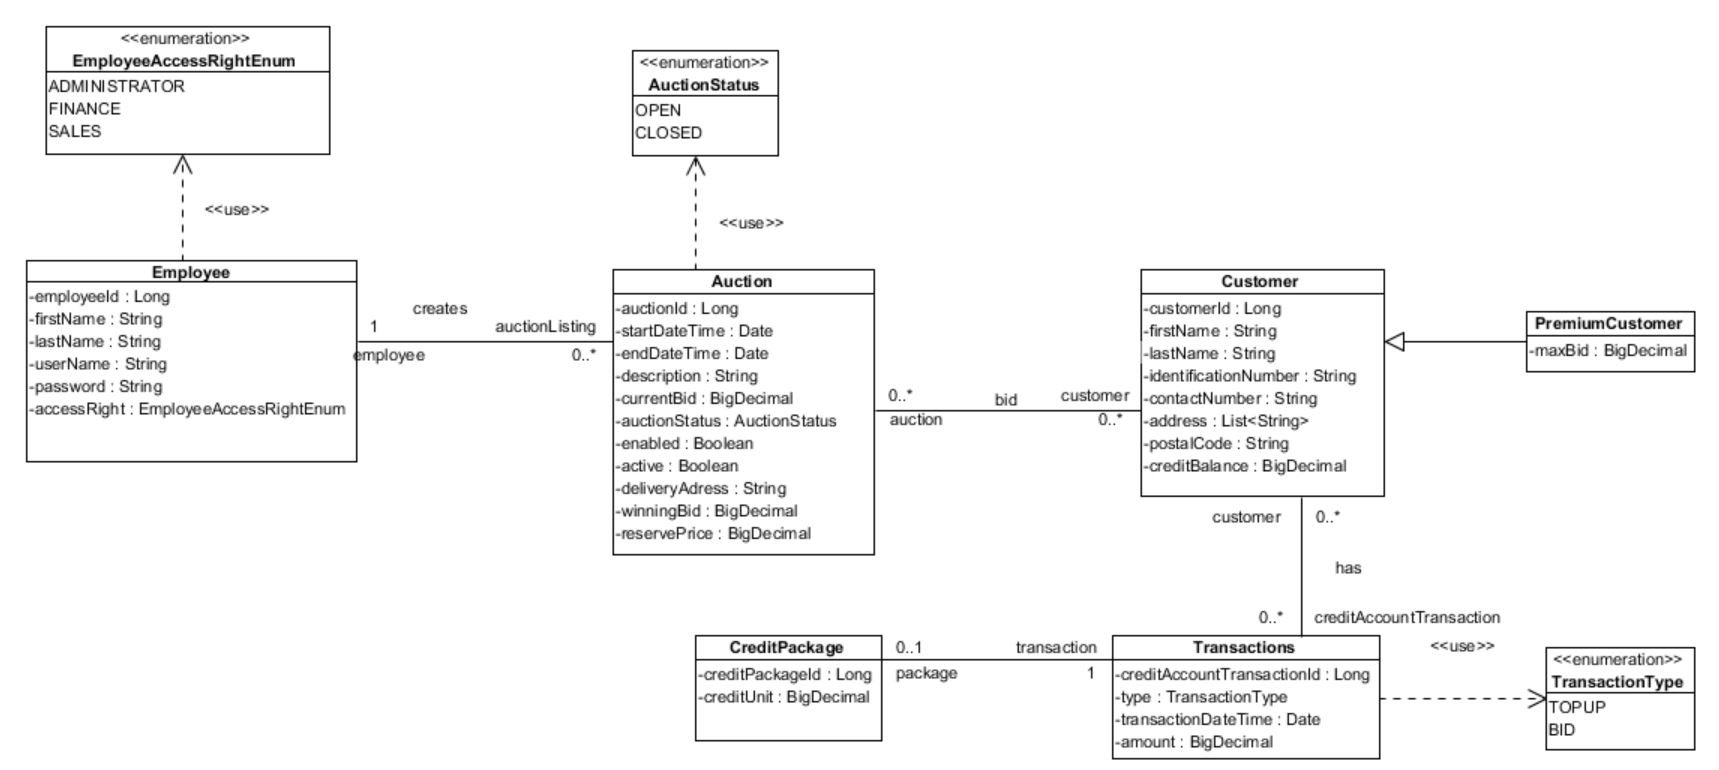 <<enumeration>>
EmployeeAccessRightEnum
ADMINISTRATOR
FINANCE
SALES
<<use>>
<<enumeration>>
AuctionStatus
OPEN
CLOSED
<<use>>
Employee
-employeeId : Long
-firstName : String
-lastName : String
-userName : String
-password : String
-accessRight : EmployeeAccessRightEnum
creates
1
auctionListing
employee
0..*
Auction
-auctionId : Long
-startDateTime : Date
-endDateTime : Date
-description : String
-currentBid : BigDecimal
-auctionStatus : AuctionStatus
-enabled : Boolean
-active : Boolean
-deliveryAdress : String
-winningBid : BigDecimal
-reservePrice : BigDecimal
0..*
bid
customer
auction
0..*
Customer
-customerId : Long
-firstName : String
-lastName : String
-identificationNumber : String
-contactNumber : String
-address : List<String>
-postalCode : String
-creditBalance : BigDecimal
PremiumCustomer
-maxBid : BigDecimal
customer
0..*
has
0..*
creditAccountTransaction
CreditPackage
-creditPackageId : Long
-creditUnit : BigDecimal
0..1
transaction
package
1
Transactions
-creditAccountTransactionId : Long
-type : TransactionType
-transactionDateTime : Date
-amount : BigDecimal
<<use>>
<<enumeration>>
TransactionType
TOPUP
BID